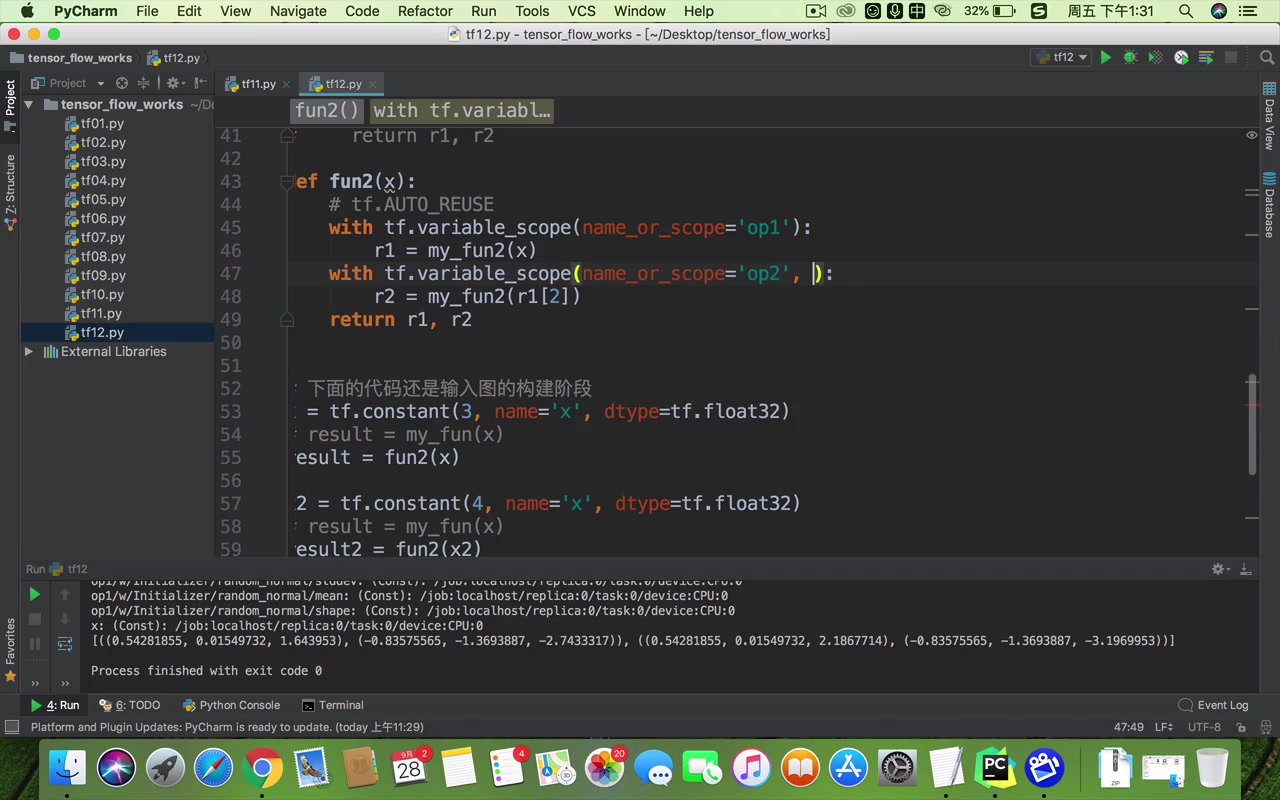 PyCharm File Edit View Navigate Code Refactor Run Tools VCS Window Help 32% 周五 下午1:31
tf12.py - tensor_flow_works - [~/Desktop/tensor_flow_works]
tensor_flow_works tf12.py tf12
Project tf11.py tf12.py
fun2() with tf.variabl…
tensor_flow_works ~/Do
tf01.py
tf02.py
tf03.py
tf04.py
tf05.py
tf06.py
tf07.py
tf08.py
tf09.py
tf10.py
tf11.py
tf12.py
External Libraries
41 return r1, r2
42
43 ef fun2(x):
44 # tf.AUTO_REUSE
45 with tf.variable_scope(name_or_scope='op1'):
46 r1 = my_fun2(x)
47 with tf.variable_scope(name_or_scope='op2', ):
48 r2 = my_fun2(r1[2])
49 return r1, r2
50
51
52 下面的代码还是输入图的构建阶段
53 = tf.constant(3, name='x', dtype=tf.float32)
54 result = my_fun(x)
55 esult = fun2(x)
56
57 2 = tf.constant(4, name='x', dtype=tf.float32)
58 result = my_fun(x)
59 esult2 = fun2(x2)
Project
Z: Structure
Favorites
Data View
Database
Run tf12
op1/w/Initializer/random_normal/stddev: (Const): /job:localhost/replica:0/task:0/device:CPU:0
op1/w/Initializer/random_normal/mean: (Const): /job:localhost/replica:0/task:0/device:CPU:0
op1/w/Initializer/random_normal/shape: (Const): /job:localhost/replica:0/task:0/device:CPU:0
x: (Const): /job:localhost/replica:0/task:0/device:CPU:0
[((0.54281855, 0.01549732, 1.643953), (-0.83575565, -1.3693887, -2.7433317)), ((0.54281855, 0.01549732, 2.1867714), (-0.83575565, -1.3693887, -3.1969953))]
Process finished with exit code 0
4: Run 6: TODO Python Console Terminal Event Log
Platform and Plugin Updates: PyCharm is ready to update. (today 上午11:29) 47:49 LF UTF-8
9月 28 2 4 20 PC ZIP